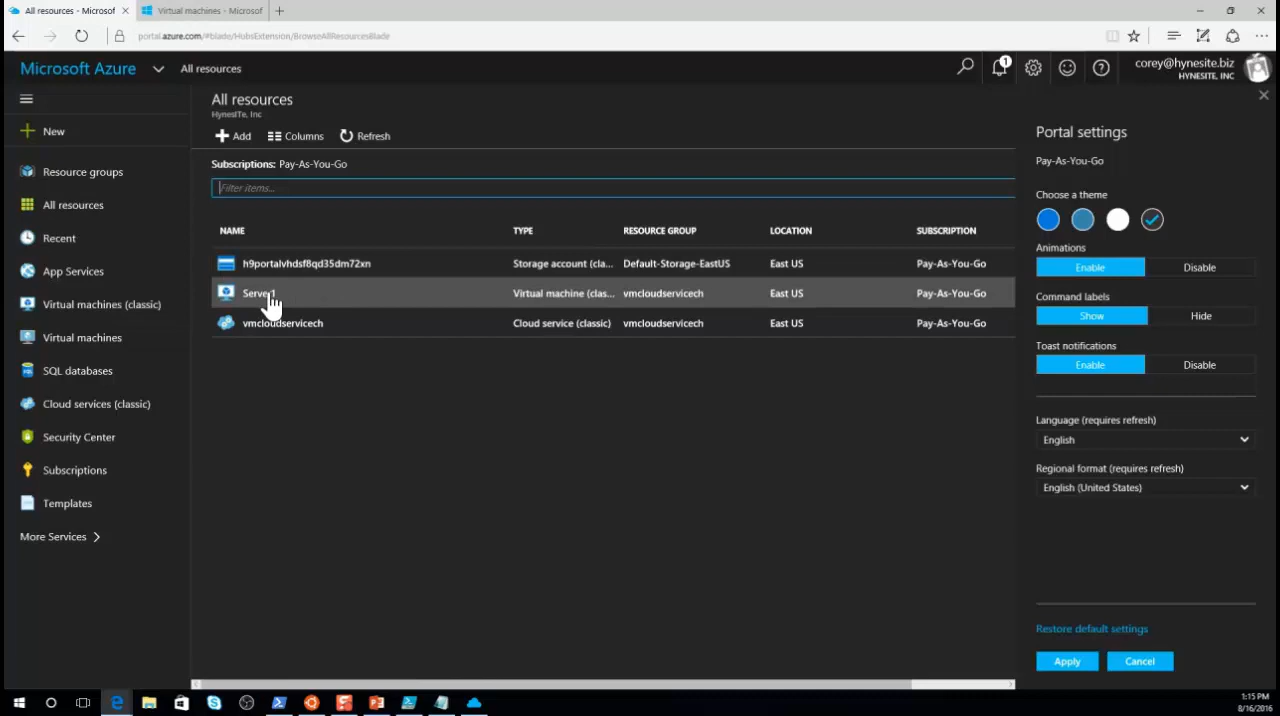 All resources - Microsof
Virtual machines - Microsof
portal.azure.com/#blade/HubsExtension/BrowseAllResourcesBlade
Microsoft Azure
All resources
1
corey@hynesite.biz
HYNESITE, INC
New
Resource groups
All resources
Recent
App Services
Virtual machines (classic)
Virtual machines
SQL databases
Cloud services (classic)
Security Center
Subscriptions
Templates
More Services
All resources
HynesITe, Inc
Add
Columns
Refresh
Subscriptions: Pay-As-You-Go
Filter items...
NAME TYPE RESOURCE GROUP LOCATION SUBSCRIPTION
h9portalvhdsf8qd35dm72xn Storage account (cla... Default-Storage-EastUS East US Pay-As-You-Go
Server1 Virtual machine (clas... vmcloudservicech East US Pay-As-You-Go
vmcloudservicech Cloud service (classic) vmcloudservicech East US Pay-As-You-Go
Portal settings
Pay-As-You-Go
Choose a theme
Animations
Enable Disable
Command labels
Show Hide
Toast notifications
Enable Disable
Language (requires refresh)
English
Regional format (requires refresh)
English (United States)
Restore default settings
Apply Cancel
1:15 PM
8/16/2016